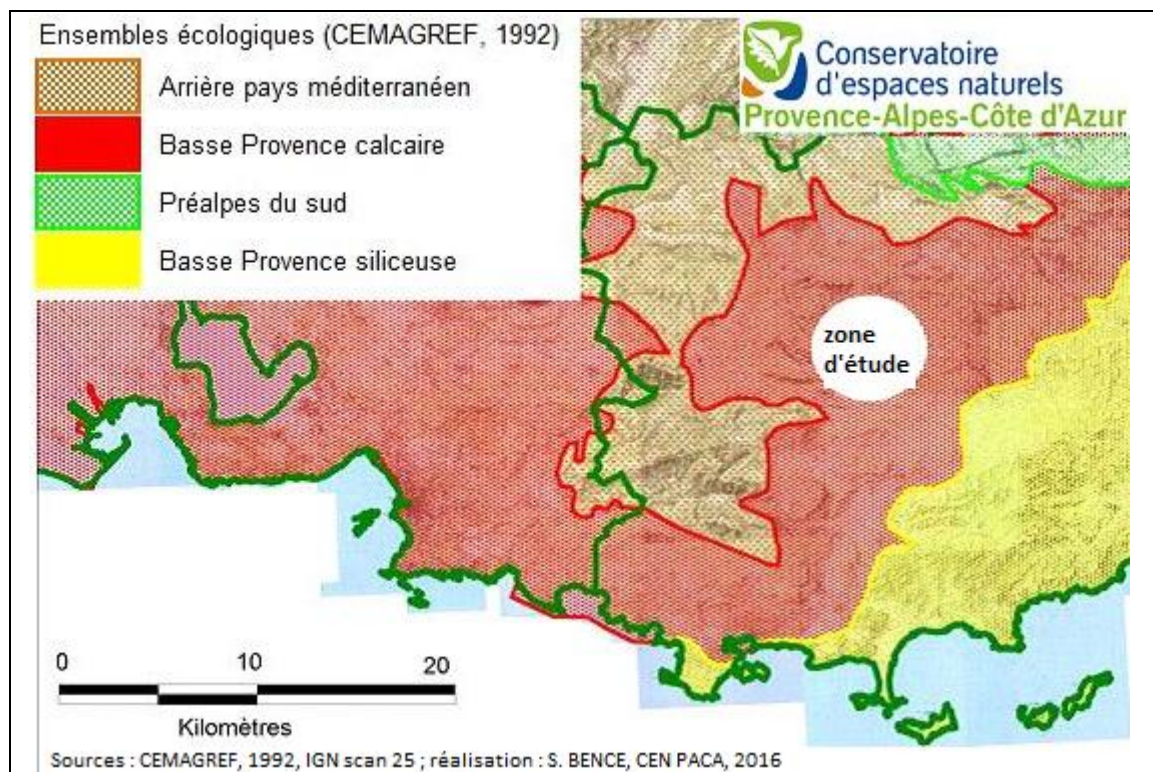 Ensembles écologiques (CEMAGREF, 1992)
Arrière pays méditerranéen
Basse Provence calcaire
Préalpes du sud
Basse Provence siliceuse
Conservatoire
d'espaces naturels
Provence-Alpes-Côte d'Azur
zone
d'étude
0 10 20
Kilomètres
Sources : CEMAGREF, 1992, IGN scan 25 ; réalisation : S. BENCE, CEN PACA, 2016